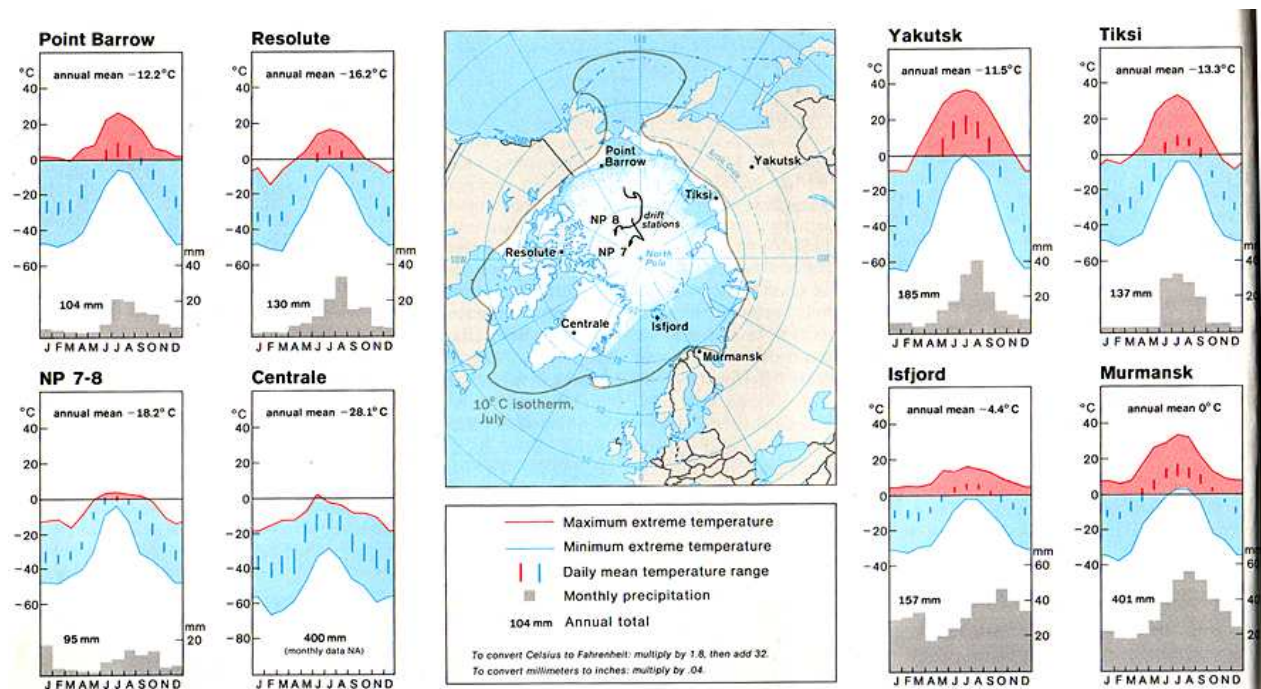 Point Barrow
°C
annual mean −12.2°C
40
20
0
−20
−40
−60
mm
40
20
104 mm
J F M A M J J A S O N D
Resolute
annual mean −16.2°C
mm
40
20
130 mm
J F M A M J J A S O N D
NP 7-8
°C
annual mean −18.2°C
40
20
0
−20
−40
−60
mm
20
95 mm
J F M A M J J A S O N D
Centrale
°C
annual mean −28.1°C
40
20
0
−20
−40
−60
−80
400 mm
(monthly data NA)
J F M A M J J A S O N D
Point
Barrow
Arctic Circle
Yakutsk
Tiksi
NP 8
drift
stations
NP 7
Resolute
North
Pole
Centrale
Isfjord
Murmansk
10°C isotherm,
July
Maximum extreme temperature
Minimum extreme temperature
Daily mean temperature range
Monthly precipitation
104 mm Annual total
To convert Celsius to Fahrenheit: multiply by 1.8, then add 32.
To convert millimeters to inches: multiply by .04.
Yakutsk
°C
annual mean −11.5°C
40
20
0
−20
−40
−60
mm
40
20
185 mm
J F M A M J J A S O N D
Tiksi
°C
annual mean −13.3°C
40
20
0
−20
−40
−60
mm
40
20
137 mm
J F M A M J J A S O N D
Isfjord
°C
annual mean −4.4°C
40
20
0
−20
−40
mm
60
40
20
157 mm
J F M A M J J A S O N D
Murmansk
°C
annual mean 0°C
40
20
0
−20
−40
mm
60
40
20
401 mm
J F M A M J J A S O N D